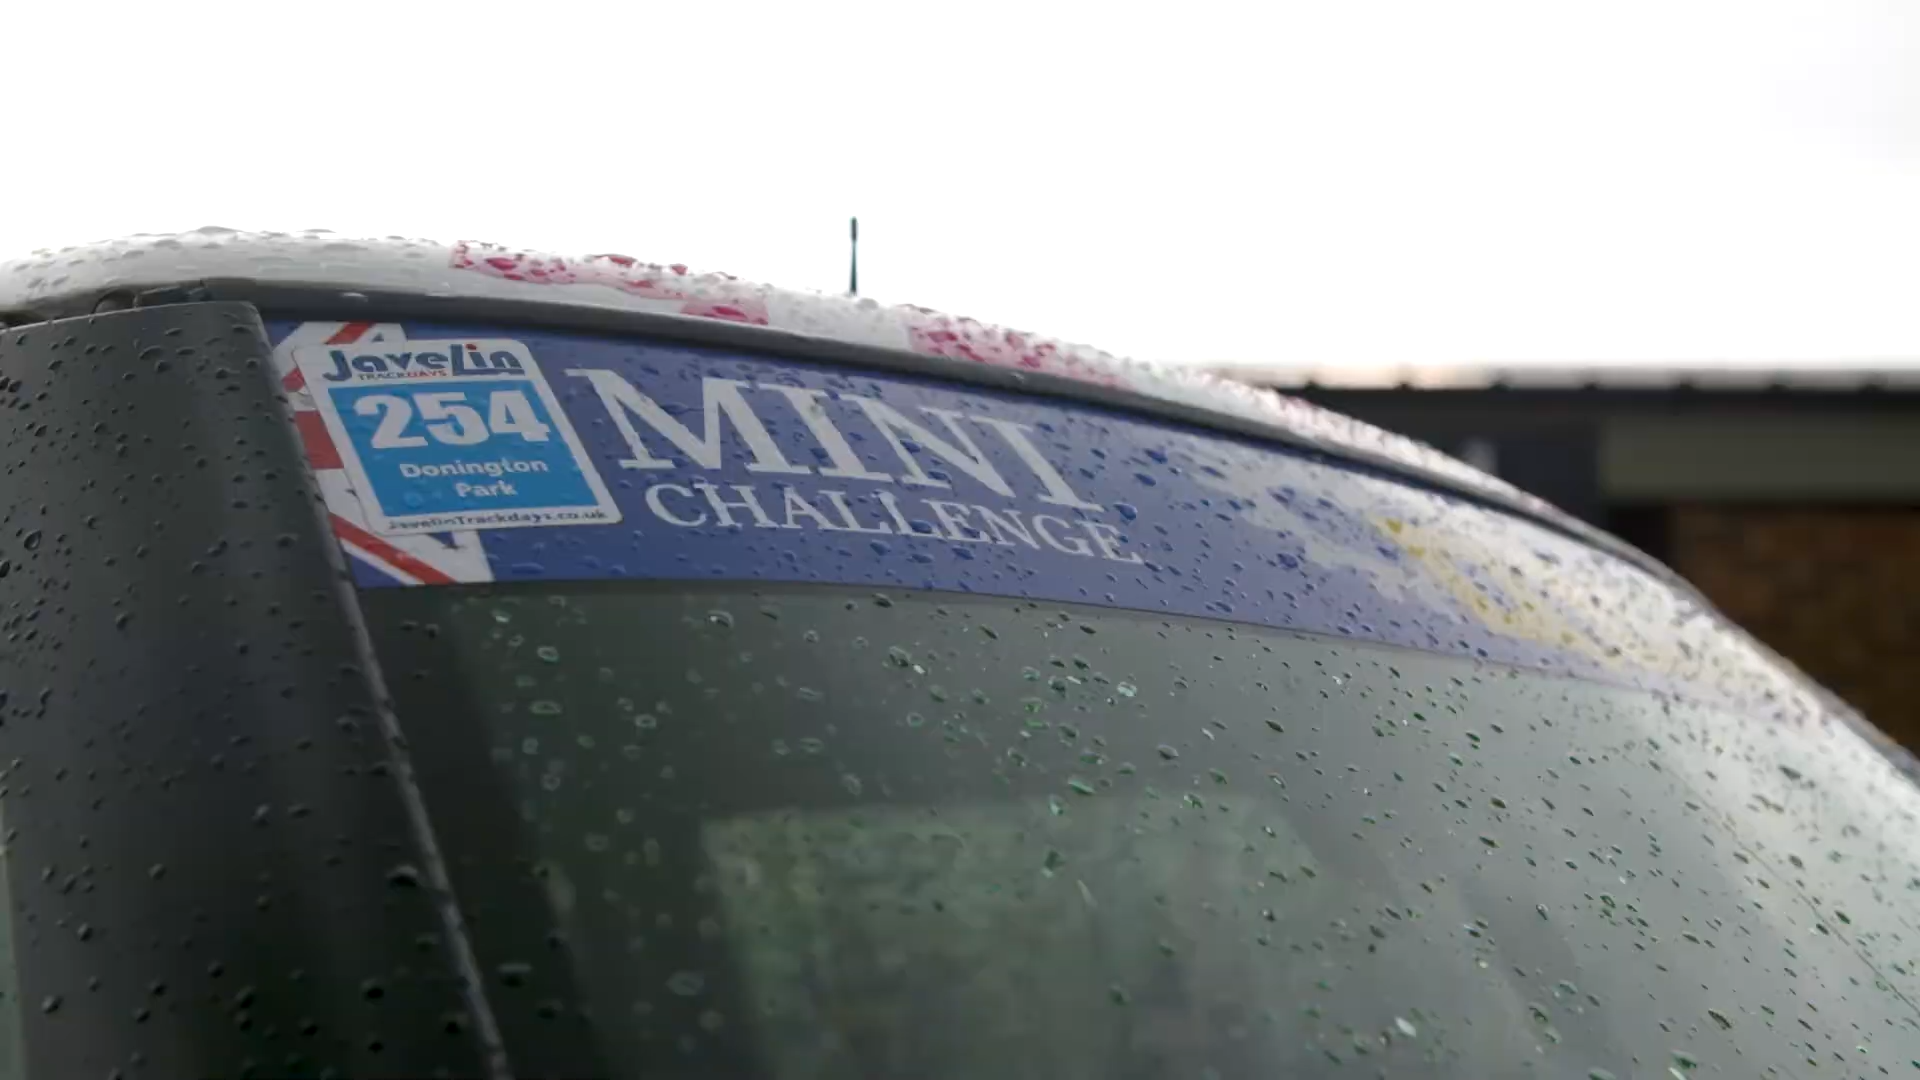 Javelin
TRACKDAYS
254
Donington
Park
JavelinTrackdays.co.uk
MINI
CHALLENGE